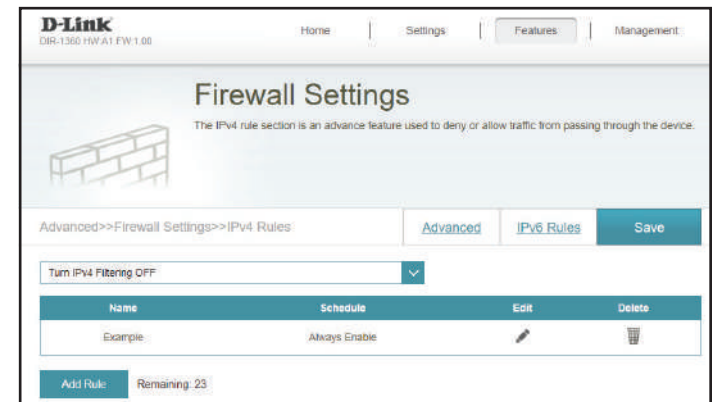 D-Link
DIR-1360 HW:A1 FW:1.00
Home | Settings | Features | Management
Firewall Settings
The IPv4 rule section is an advance feature used to deny or allow traffic from passing through the device.
Advanced>>Firewall Settings>>IPv4 Rules
Advanced
IPv6 Rules
Save
Turn IPv4 Filtering OFF
Name Schedule Edit Delete
Example Always Enable
Add Rule Remaining: 23